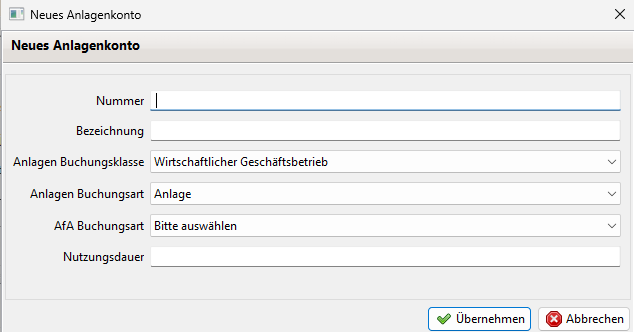 Neues Anlagenkonto
Neues Anlagenkonto
Nummer
Bezeichnung
Anlagen Buchungsklasse Wirtschaftlicher Geschäftsbetrieb
Anlagen Buchungsart Anlage
AfA Buchungsart Bitte auswählen
Nutzungsdauer
Übernehmen Abbrechen